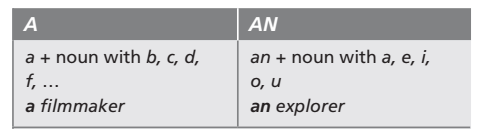 A
AN
a + noun with b, c, d,
f, ...
a filmmaker
an + noun with a, e, i,
o, u
an explorer